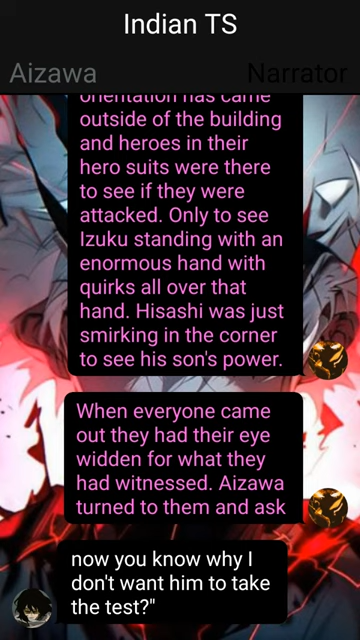 Indian TS
Aizawa
Narrator
orientation has came
outside of the building
and heroes in their
hero suits were there
to see if they were
attacked. Only to see
Izuku standing with an
enormous hand with
quirks all over that
hand. Hisashi was just
smirking in the corner
to see his son's power.
When everyone came
out they had their eye
widden for what they
had witnessed. Aizawa
turned to them and ask
now you know why I
don't want him to take
the test?"